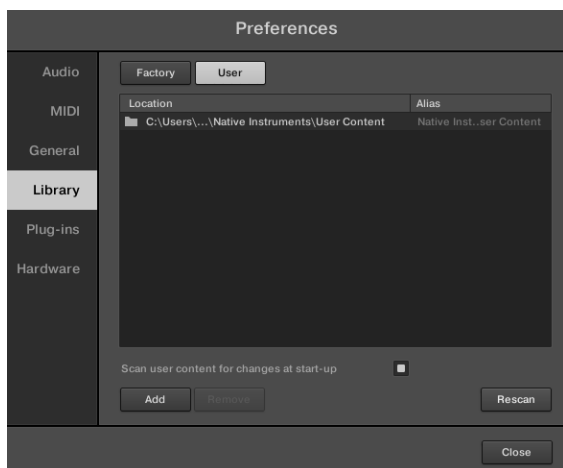 Preferences
Audio
MIDI
General
Library
Plug-ins
Hardware
Factory User
Location Alias
C:\Users\...\Native Instruments\User Content Native Inst..ser Content
Scan user content for changes at start-up
Add Remove Rescan
Close